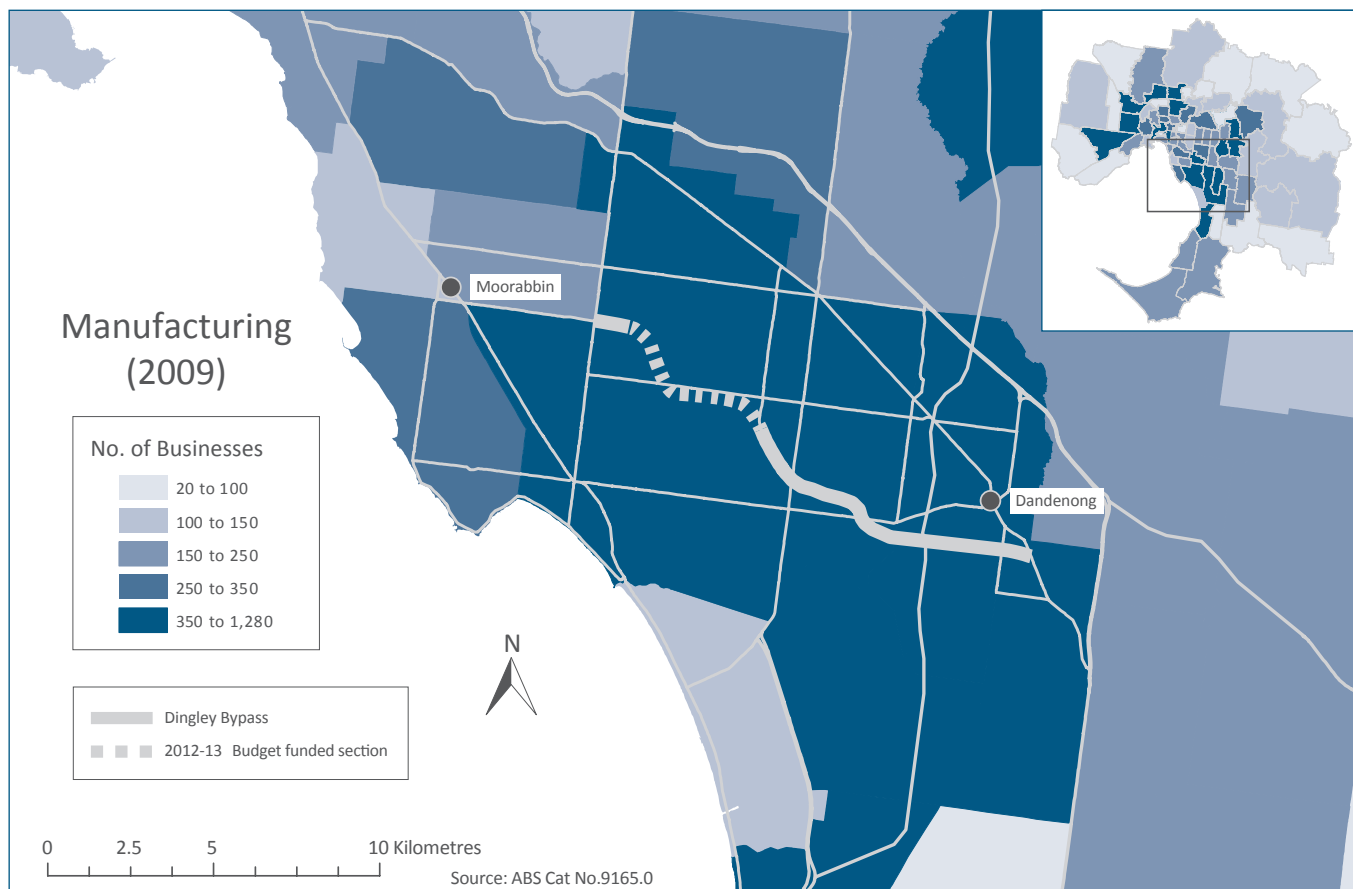 Manufacturing
(2009)
No. of Businesses
20 to 100
100 to 150
150 to 250
250 to 350
350 to 1,280
Moorabbin
Dandenong
N
Dingley Bypass
2012-13 Budget funded section
0 2.5 5 10 Kilometres
Source: ABS Cat No.9165.0